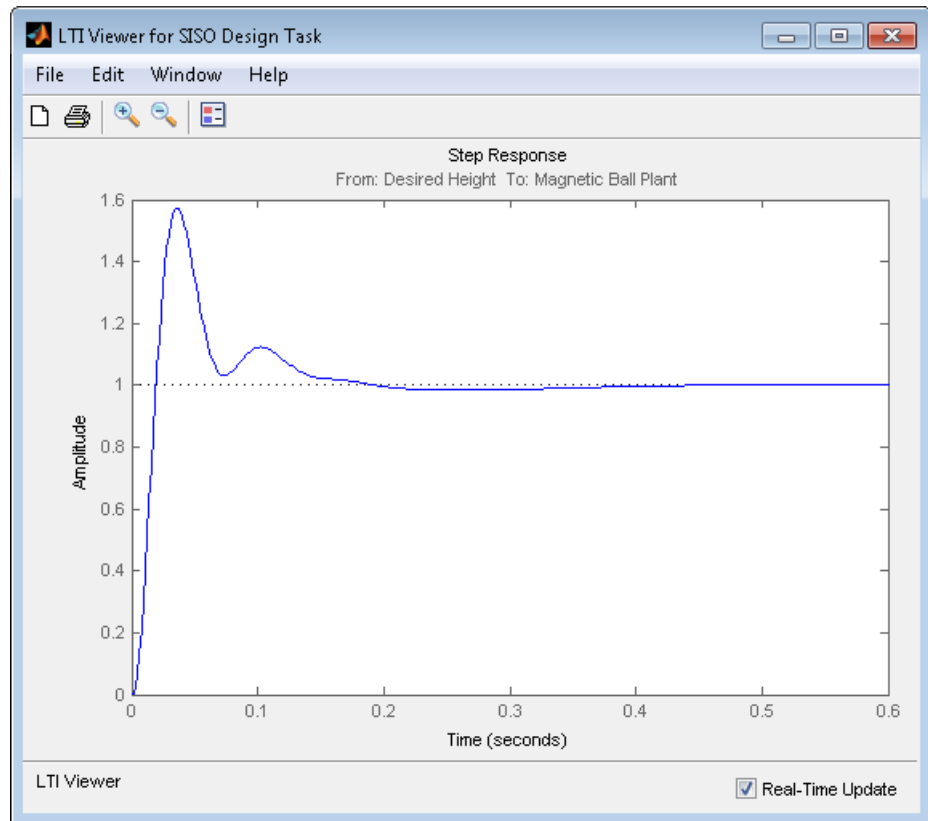 LTI Viewer for SISO Design Task
File Edit Window Help
Step Response
From: Desired Height To: Magnetic Ball Plant
1.6
1.4
1.2
1
0.8
0.6
0.4
0.2
0
Amplitude
0 0.1 0.2 0.3 0.4 0.5 0.6
Time (seconds)
LTI Viewer
Real-Time Update